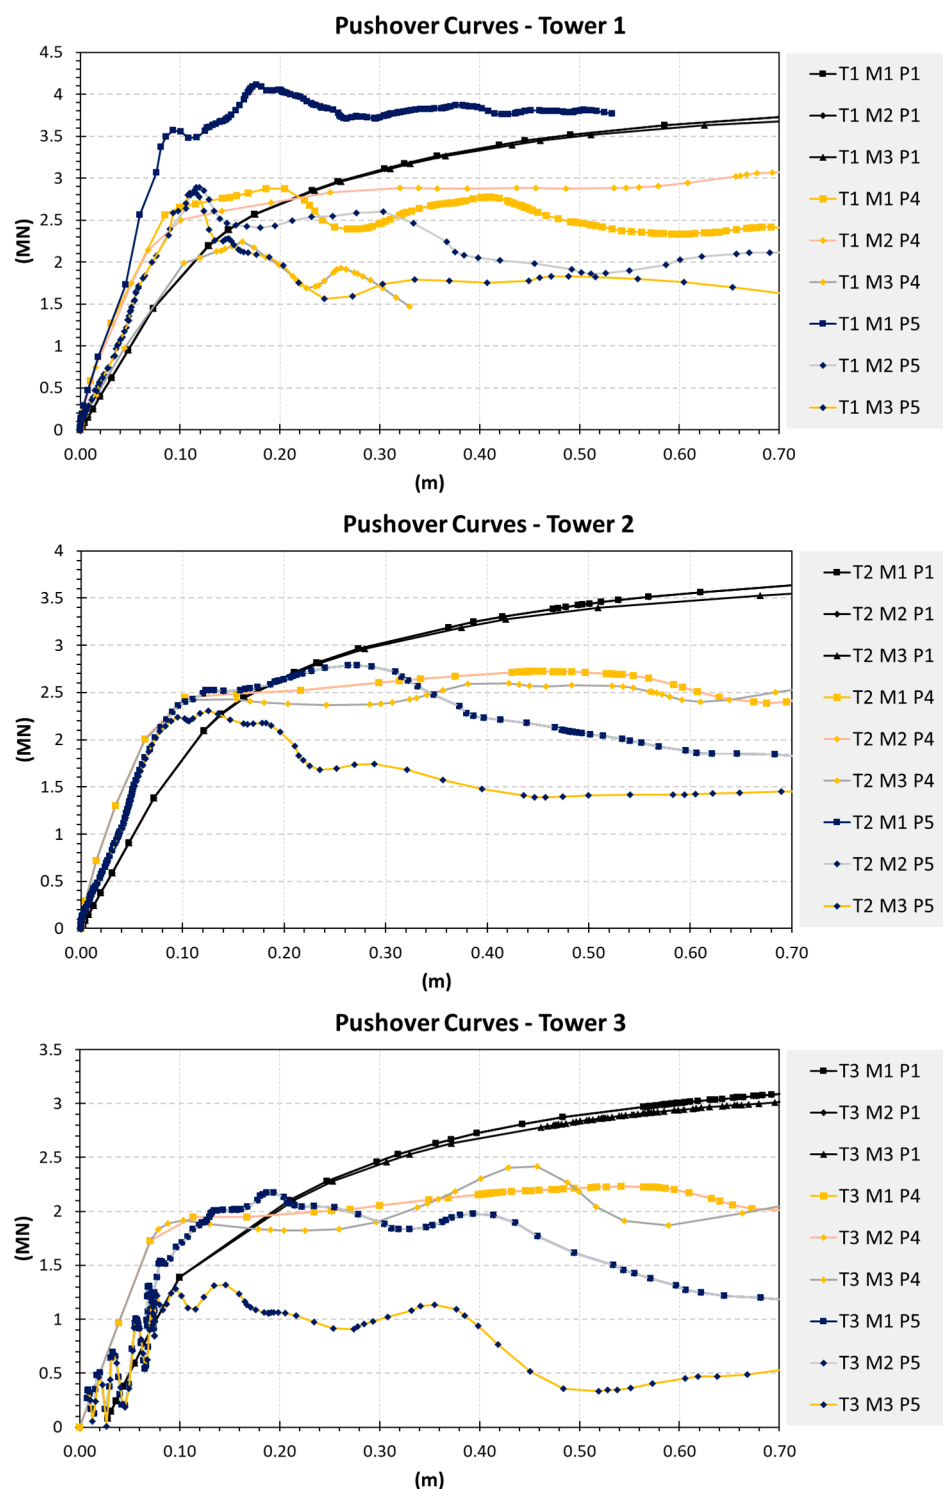 Pushover Curves - Tower 1
4.5
4
3.5
3
2.5
2
1.5
1
0.5
0
(MN)
0.00 0.10 0.20 0.30 0.40 0.50 0.60 0.70
(m)
T1 M1 P1
T1 M2 P1
T1 M3 P1
T1 M1 P4
T1 M2 P4
T1 M3 P4
T1 M1 P5
T1 M2 P5
T1 M3 P5
Pushover Curves - Tower 2
4
3.5
3
2.5
2
1.5
1
0.5
0
(MN)
0.00 0.10 0.20 0.30 0.40 0.50 0.60 0.70
(m)
T2 M1 P1
T2 M2 P1
T2 M3 P1
T2 M1 P4
T2 M2 P4
T2 M3 P4
T2 M1 P5
T2 M2 P5
T2 M3 P5
Pushover Curves - Tower 3
3.5
3
2.5
2
1.5
1
0.5
0
(MN)
0.00 0.10 0.20 0.30 0.40 0.50 0.60 0.70
(m)
T3 M1 P1
T3 M2 P1
T3 M3 P1
T3 M1 P4
T3 M2 P4
T3 M3 P4
T3 M1 P5
T3 M2 P5
T3 M3 P5